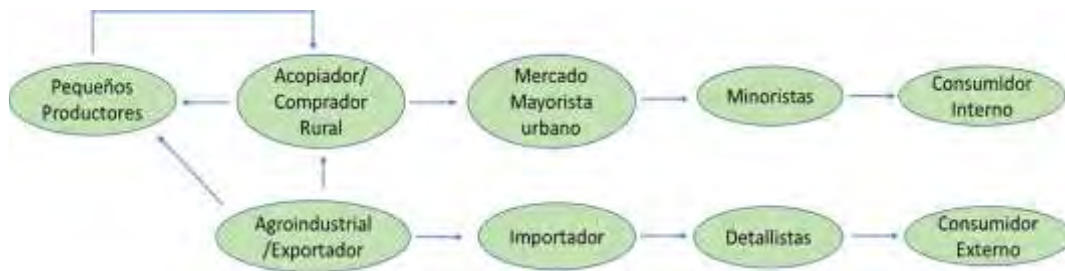 Pequeños
Productores
Acopiador/
Comprador
Rural
Mercado
Mayorista
urbano
Minoristas
Consumidor
Interno
Agroindustrial
/Exportador
Importador
Detallistas
Consumidor
Externo